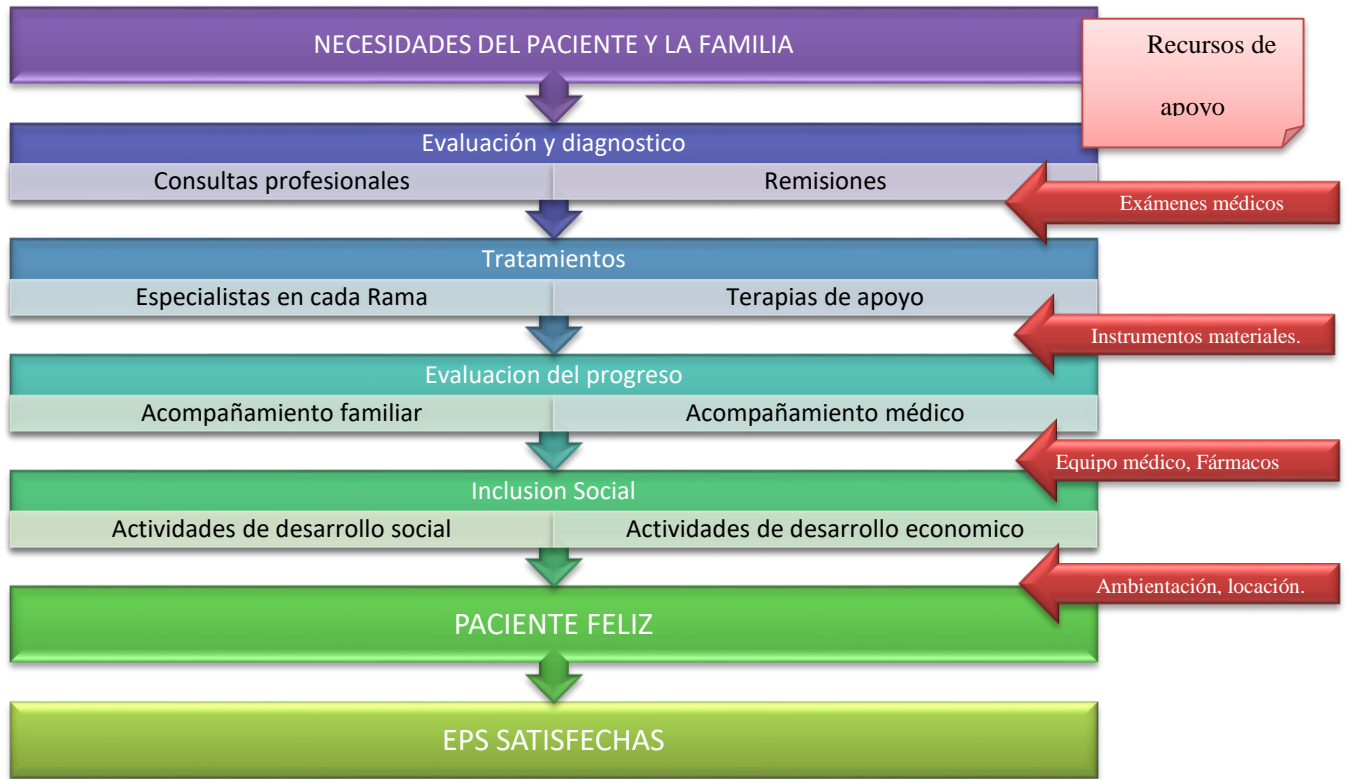 NECESIDADES DEL PACIENTE Y LA FAMILIA
Recursos de
apoyo
Evaluación y diagnostico
Consultas profesionales
Remisiones
Exámenes médicos
Tratamientos
Especialistas en cada Rama
Terapias de apoyo
Instrumentos materiales.
Evaluacion del progreso
Acompañamiento familiar
Acompañamiento médico
Equipo médico, Fármacos
Inclusion Social
Actividades de desarrollo social
Actividades de desarrollo economico
Ambientación, locación.
PACIENTE FELIZ
EPS SATISFECHAS